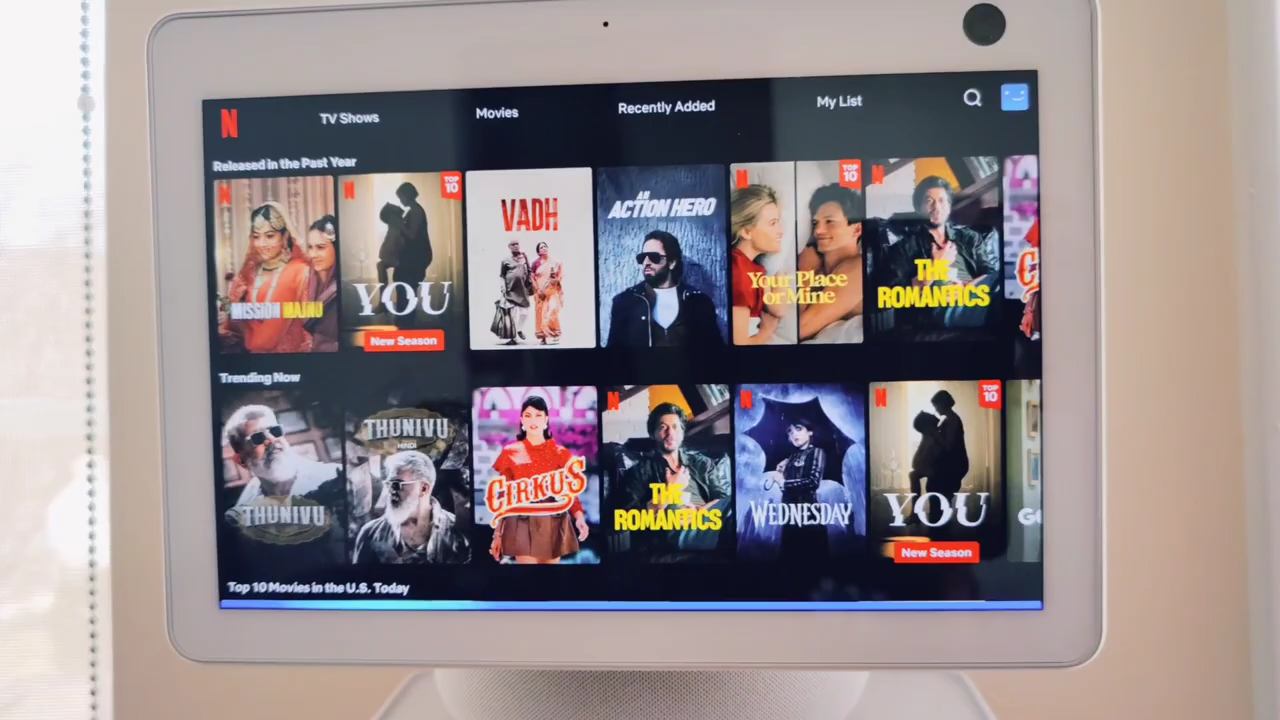 N
TV Shows
Movies
Recently Added
My List
Released in the Past Year
N
MISSION MAJNU
N
TOP
10
YOU
New Season
VADH
AN
ACTION HERO
N
TOP
10
Your Place
or Mine
N
THE
ROMANTICS
C
Trending Now
THUNIVU
THUNIVU
HINDI
CIRKUS
N
THE
ROMANTICS
N
WEDNESDAY
N
TOP
10
YOU
New Season
Top 10 Movies in the U.S. Today